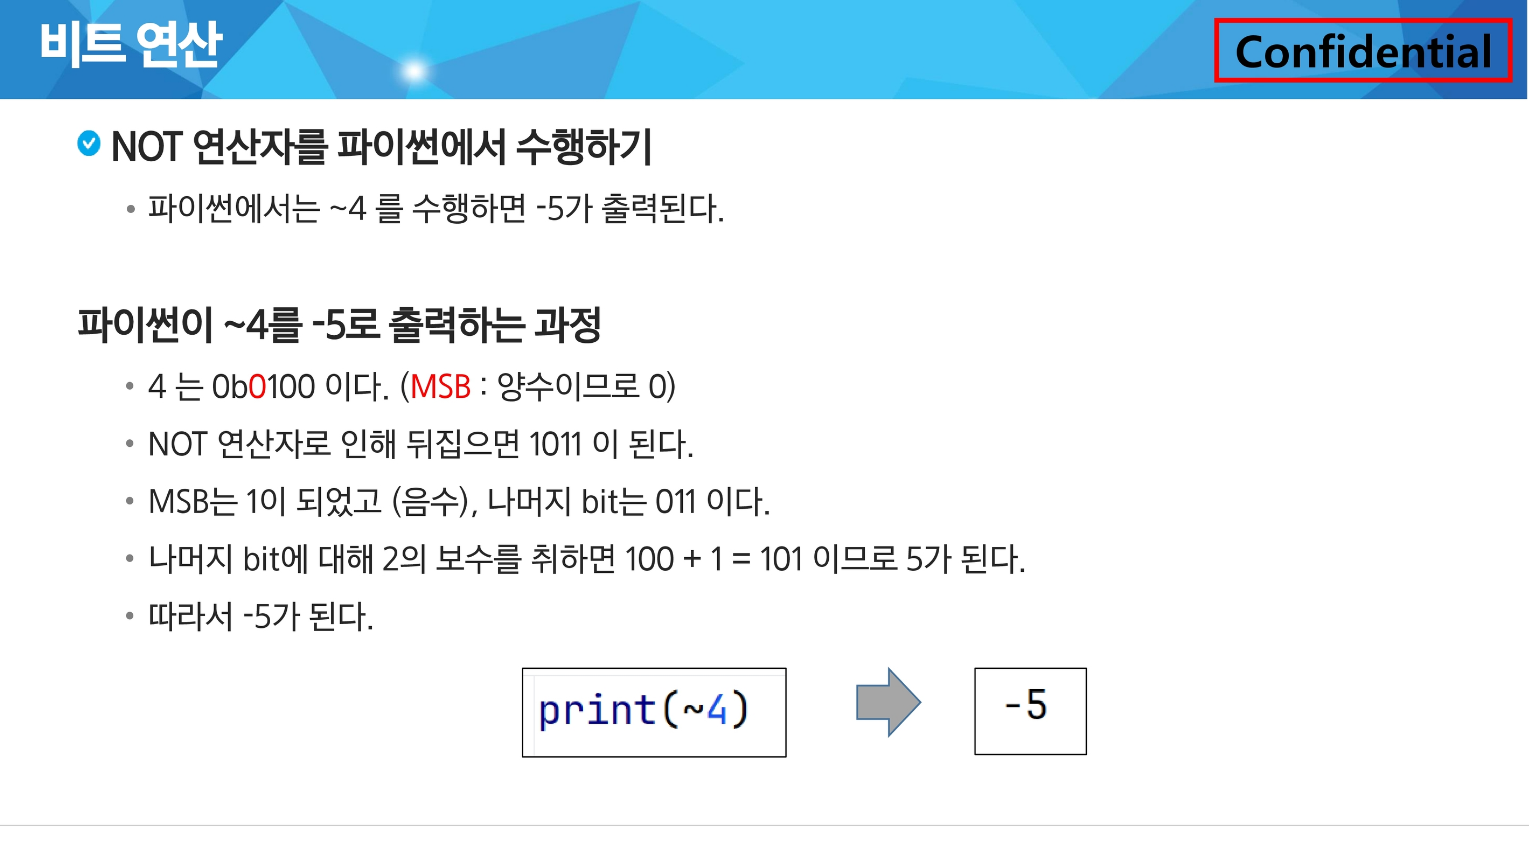 비트 연산
Confidential
NOT 연산자를 파이썬에서 수행하기
• 파이썬에서는 ~4 를 수행하면 -5가 출력된다.
파이썬이 ~4를 -5로 출력하는 과정
• 4 는 0b0100 이다. (MSB : 양수이므로 0)
• NOT 연산자로 인해 뒤집으면 1011 이 된다.
• MSB는 1이 되었고 (음수), 나머지 bit는 011 이다.
• 나머지 bit에 대해 2의 보수를 취하면 100 + 1 = 101 이므로 5가 된다.
• 따라서 -5가 된다.
print(~4)
-5